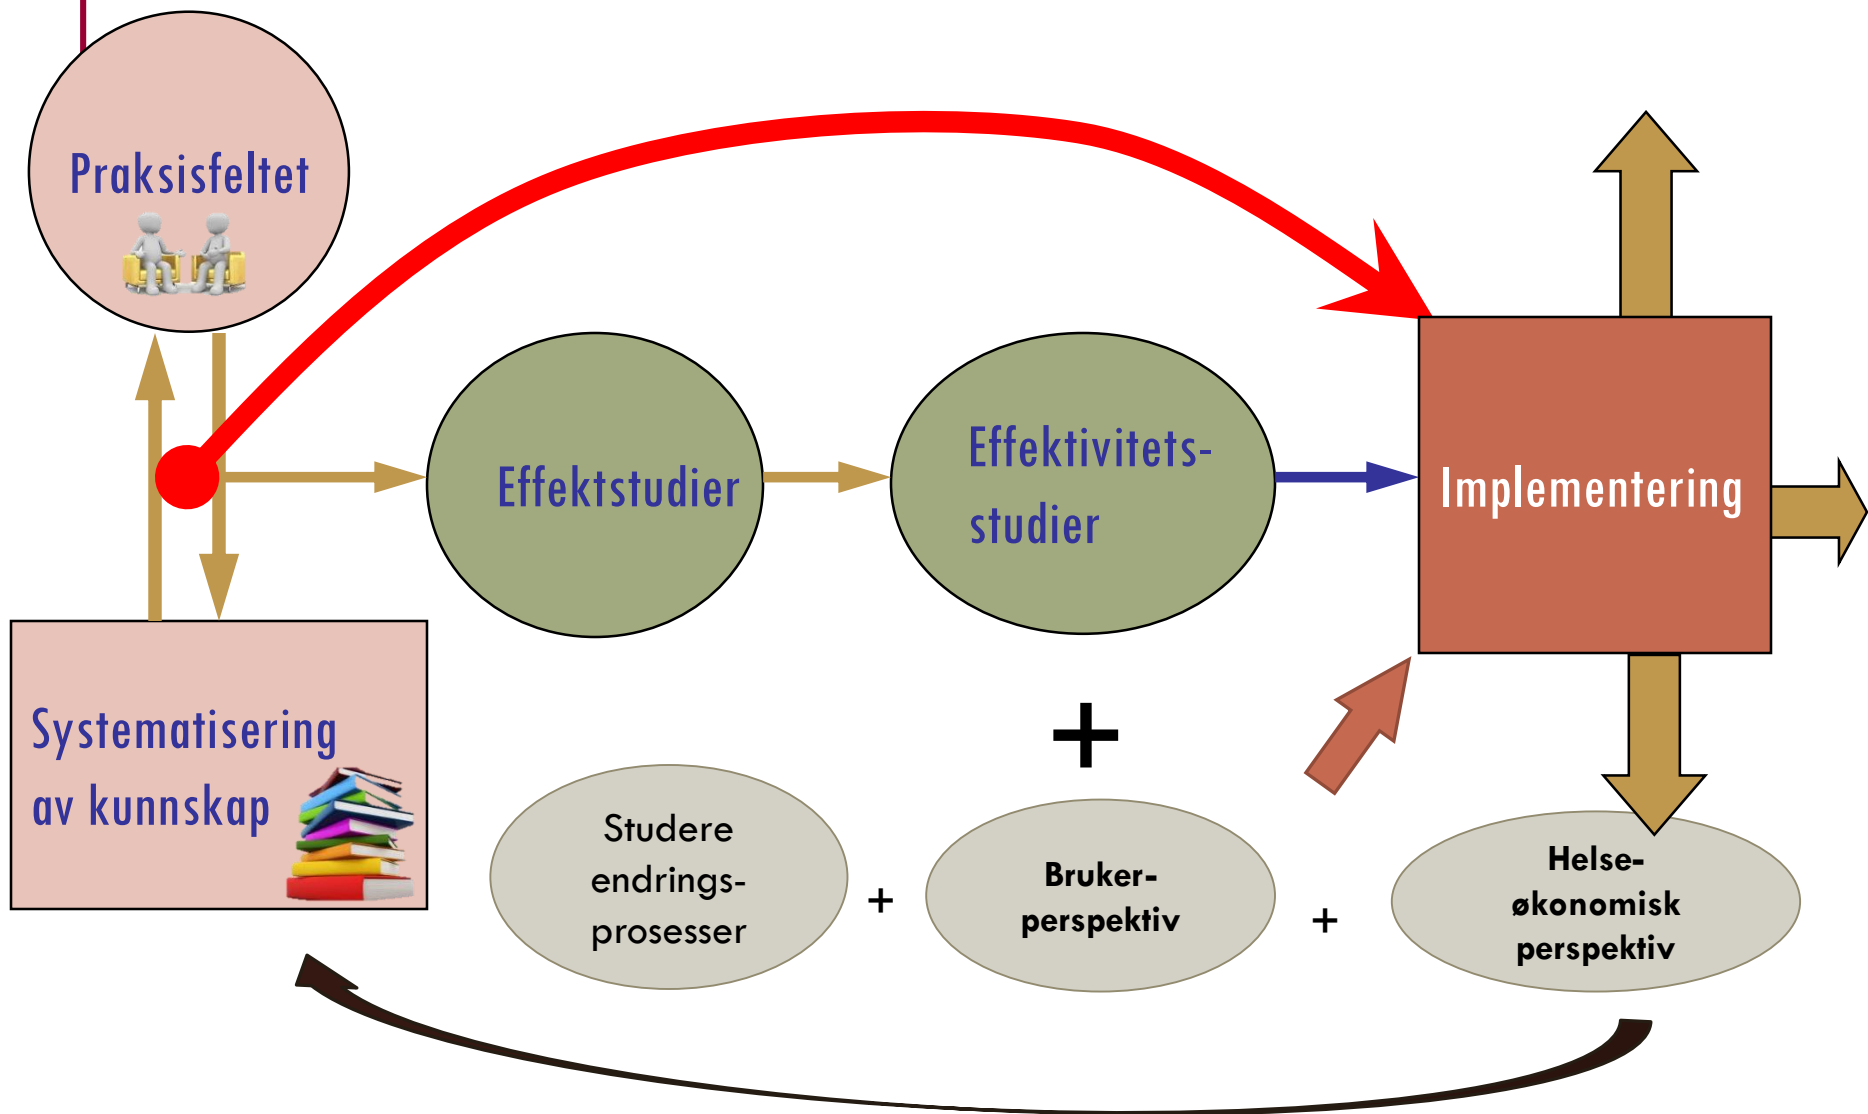 Praksisfeltet
Effektstudier
Effektivitets-
studier
Implementering
Systematisering
av kunnskap
+
Studere
endrings-
prosesser
+
Bruker-
perspektiv
+
Helse-
økonomisk
perspektiv